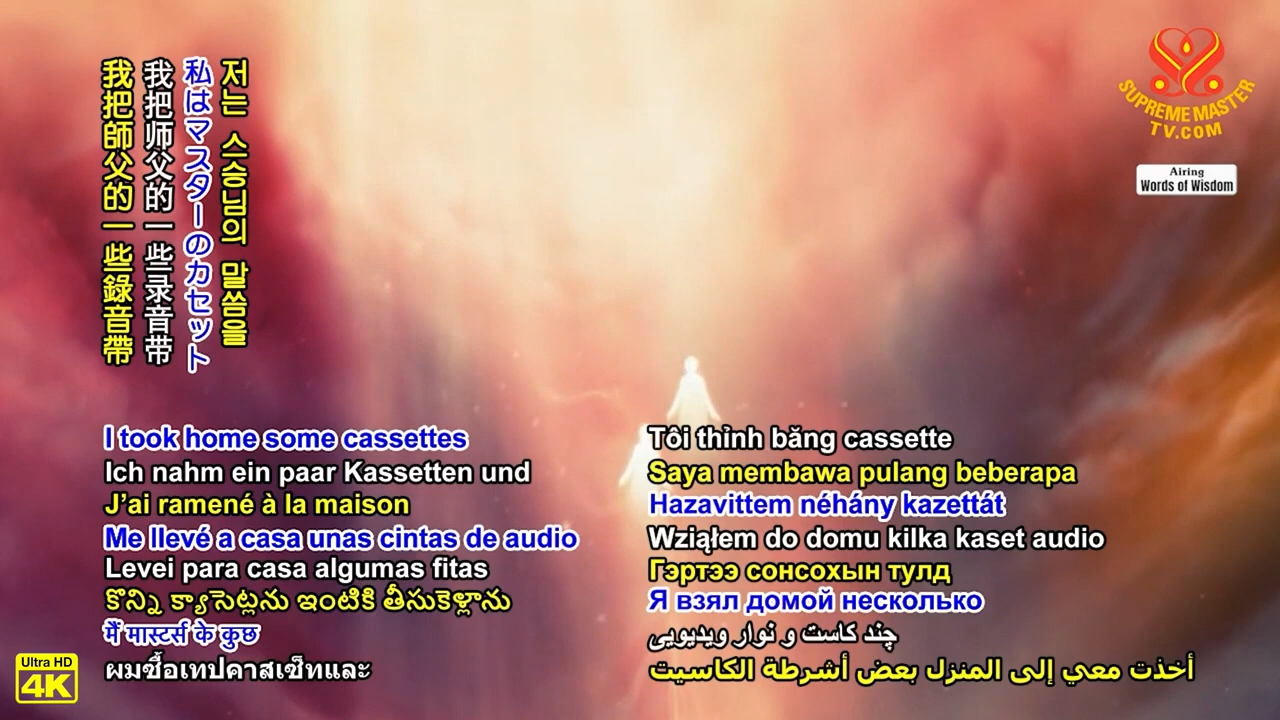 我把師父的一些錄音帶
我把师父的一些录音带
私はマスターのカセット
저는 스승님의 말씀을
SUPREME MASTER
TV.COM
Airing
Words of Wisdom
I took home some cassettes
Ich nahm ein paar Kassetten und
J'ai ramené à la maison
Me llevé a casa unas cintas de audio
Levei para casa algumas fitas
కొన్ని క్యాసెట్లను ఇంటికి తీసుకెళ్లాను
मैं मास्टर्स के कुछ
ผมซื้อเทปคาสเซ็ทและ
Tôi thỉnh băng cassette
Saya membawa pulang beberapa
Hazavittem néhány kazettát
Wziąłem do domu kilka kaset audio
Гэртээ сонсохын тулд
Я взял домой несколько
چند کاست و نوار ویدیویی
أخذت معي إلى المنزل بعض أشرطة الكاسيت
Ultra HD
4K